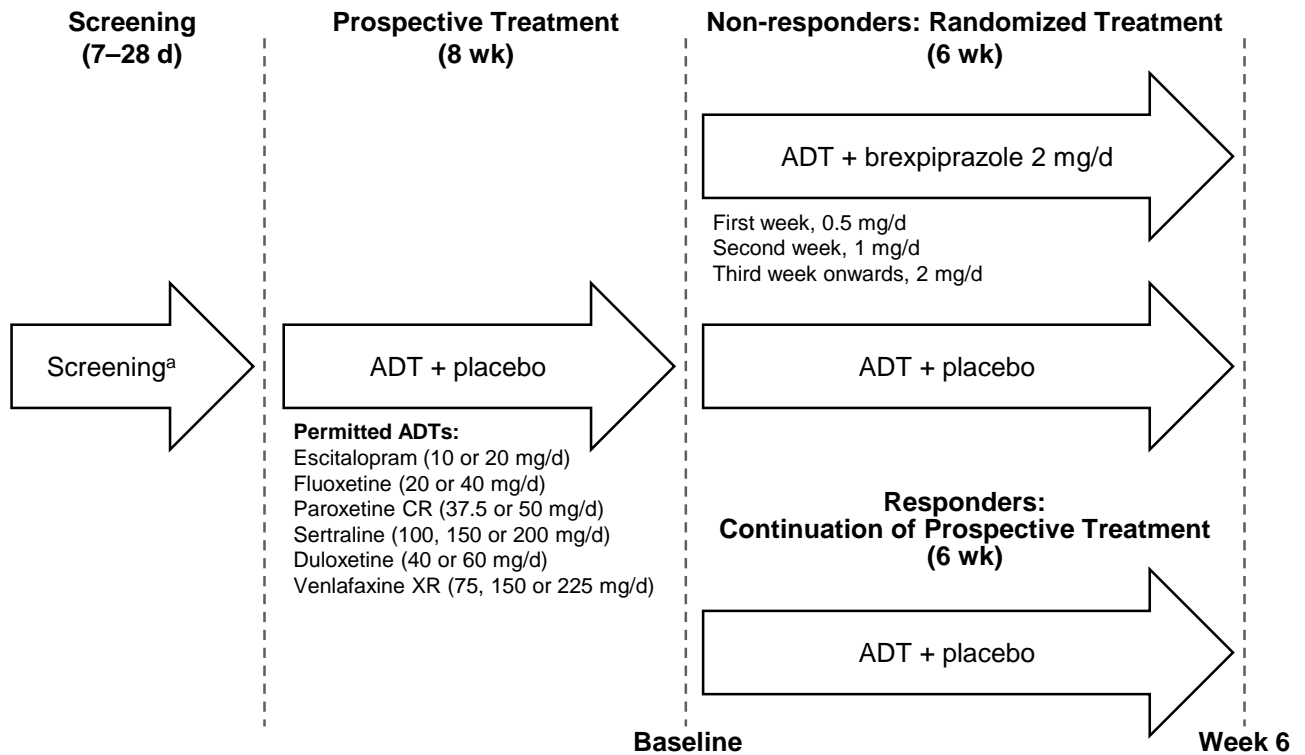 Screening
(7–28 d)
Prospective Treatment
(8 wk)
Non-responders: Randomized Treatment
(6 wk)
ADT + brexpiprazole 2 mg/d
First week, 0.5 mg/d
Second week, 1 mg/d
Third week onwards, 2 mg/d
Screeningᵃ
ADT + placebo
ADT + placebo
Permitted ADTs:
Escitalopram (10 or 20 mg/d)
Fluoxetine (20 or 40 mg/d)
Paroxetine CR (37.5 or 50 mg/d)
Sertraline (100, 150 or 200 mg/d)
Duloxetine (40 or 60 mg/d)
Venlafaxine XR (75, 150 or 225 mg/d)
Responders:
Continuation of Prospective Treatment
(6 wk)
ADT + placebo
Baseline
Week 6